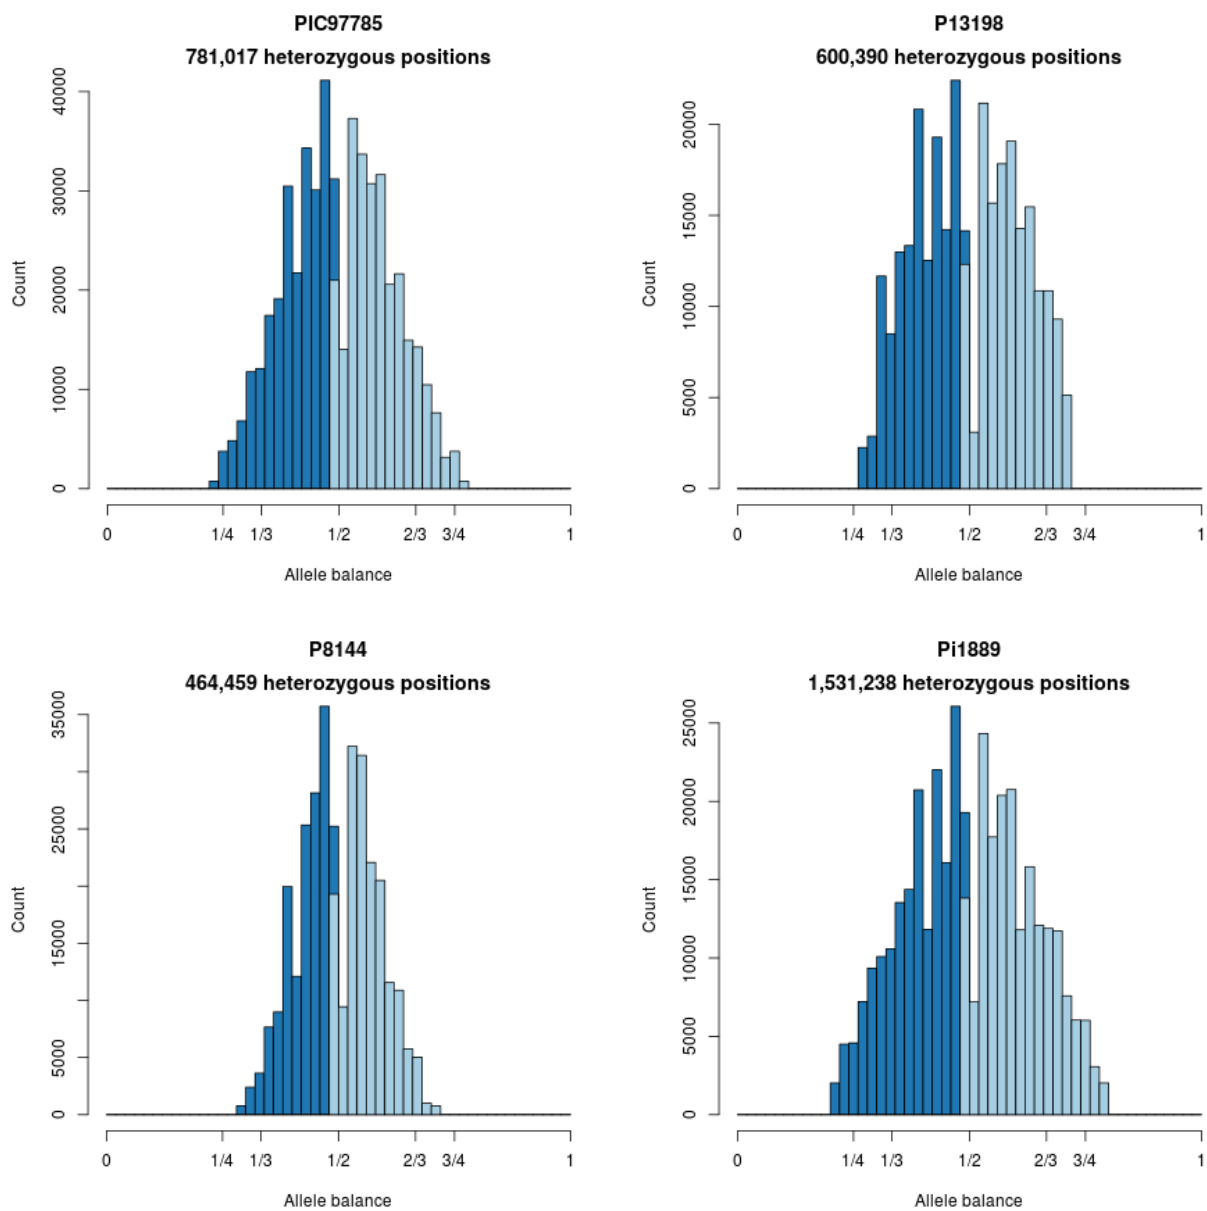 PIC97785
781,017 heterozygous positions
Count
0
10000
20000
30000
40000
0 1/4 1/3 1/2 2/3 3/4 1
Allele balance
P13198
600,390 heterozygous positions
Count
0
5000
10000
15000
20000
0 1/4 1/3 1/2 2/3 3/4 1
Allele balance
P8144
464,459 heterozygous positions
Count
0
5000
15000
25000
35000
0 1/4 1/3 1/2 2/3 3/4 1
Allele balance
Pi1889
1,531,238 heterozygous positions
Count
0
5000
10000
15000
20000
25000
0 1/4 1/3 1/2 2/3 3/4 1
Allele balance